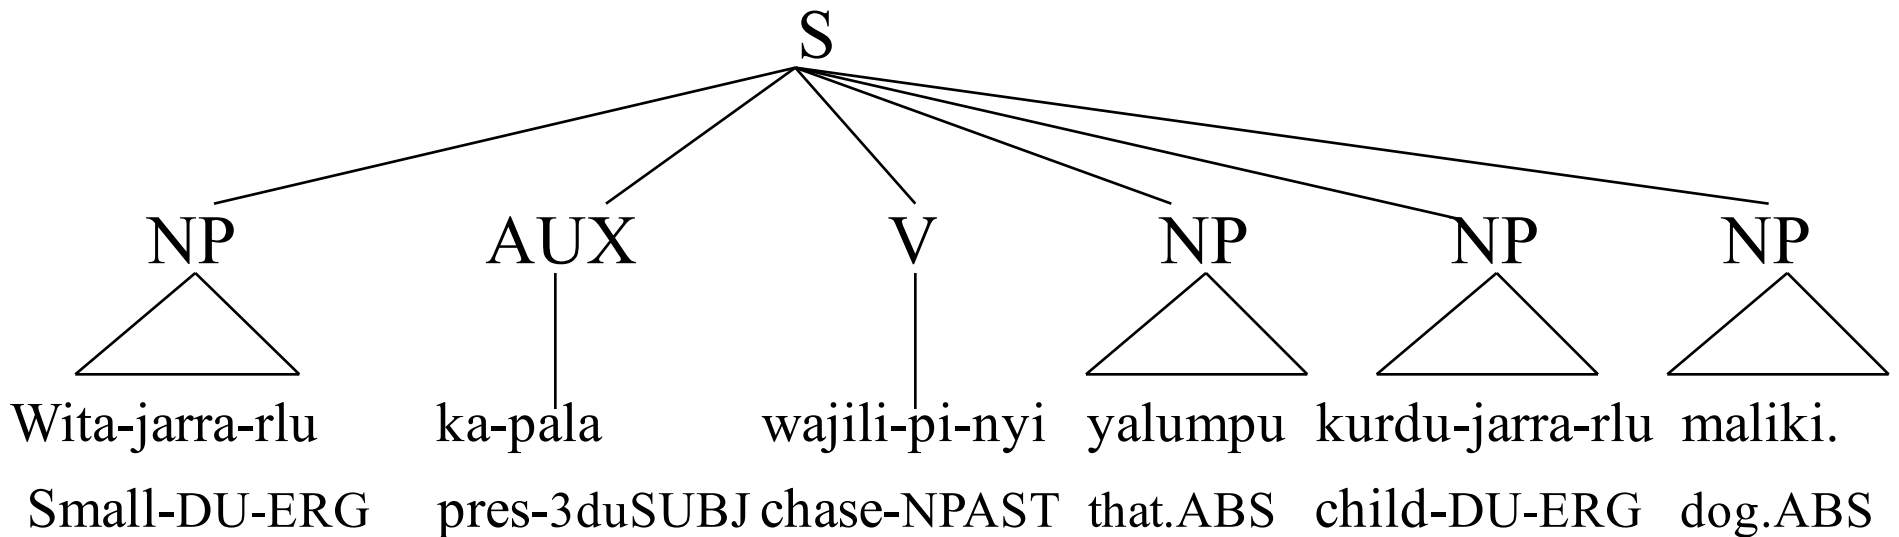 S
NP AUX V NP NP NP
Wita-jarra-rlu ka-pala wajili-pi-nyi yalumpu kurdu-jarra-rlu maliki.
Small-DU-ERG pres-3duSUBJ chase-NPAST that.ABS child-DU-ERG dog.ABS